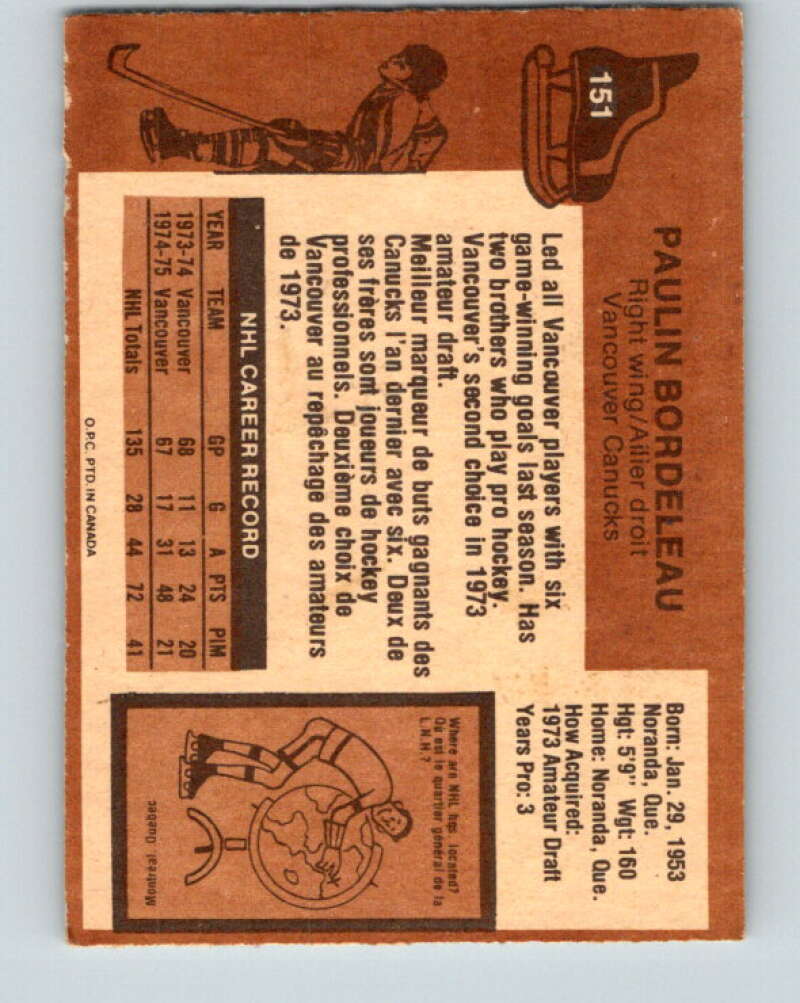 151
PAULIN BORDELEAU
Right wing/Ailier droit
Vancouver Canucks
Born: Jan. 29, 1953
Noranda, Que.
Hgt: 5'9" Wgt: 160
Home: Noranda, Que.
How Acquired:
1973 Amateur Draft
Years Pro: 3
Led all Vancouver players with six
game-winning goals last season. Has
two brothers who play pro hockey.
Vancouver's second choice in 1973
amateur draft.
Meilleur marqueur de buts gagnants des
Canucks l'an dernier avec six. Deux de
ses frères sont joueurs de hockey
professionnels. Deuxième choix de
Vancouver au repêchage des amateurs
de 1973.
NHL CAREER RECORD
YEAR TEAM GP G A PTS PIM
1973-74 Vancouver 68 11 13 24 20
1974-75 Vancouver 67 17 31 48 21
NHL Totals 135 28 44 72 41
Where are NHL hqs. located?
Où est le quartier général de la
L.N.H.?
Montreal Quebec
O.P.C. PTD. IN CANADA